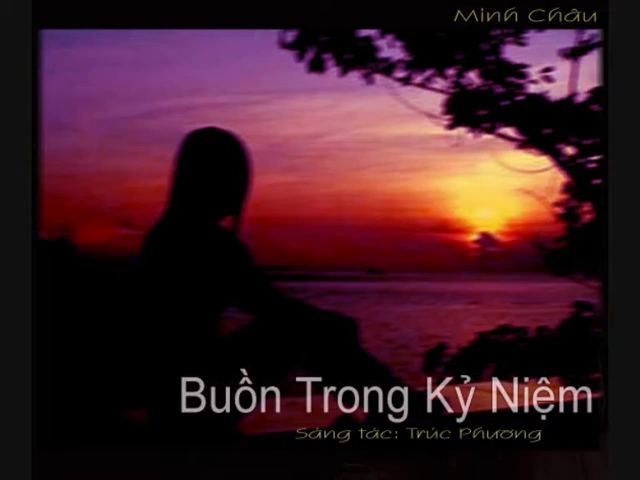 Minh Châu
Buồn Trong Kỷ Niệm
Sáng tác: Trúc Phương